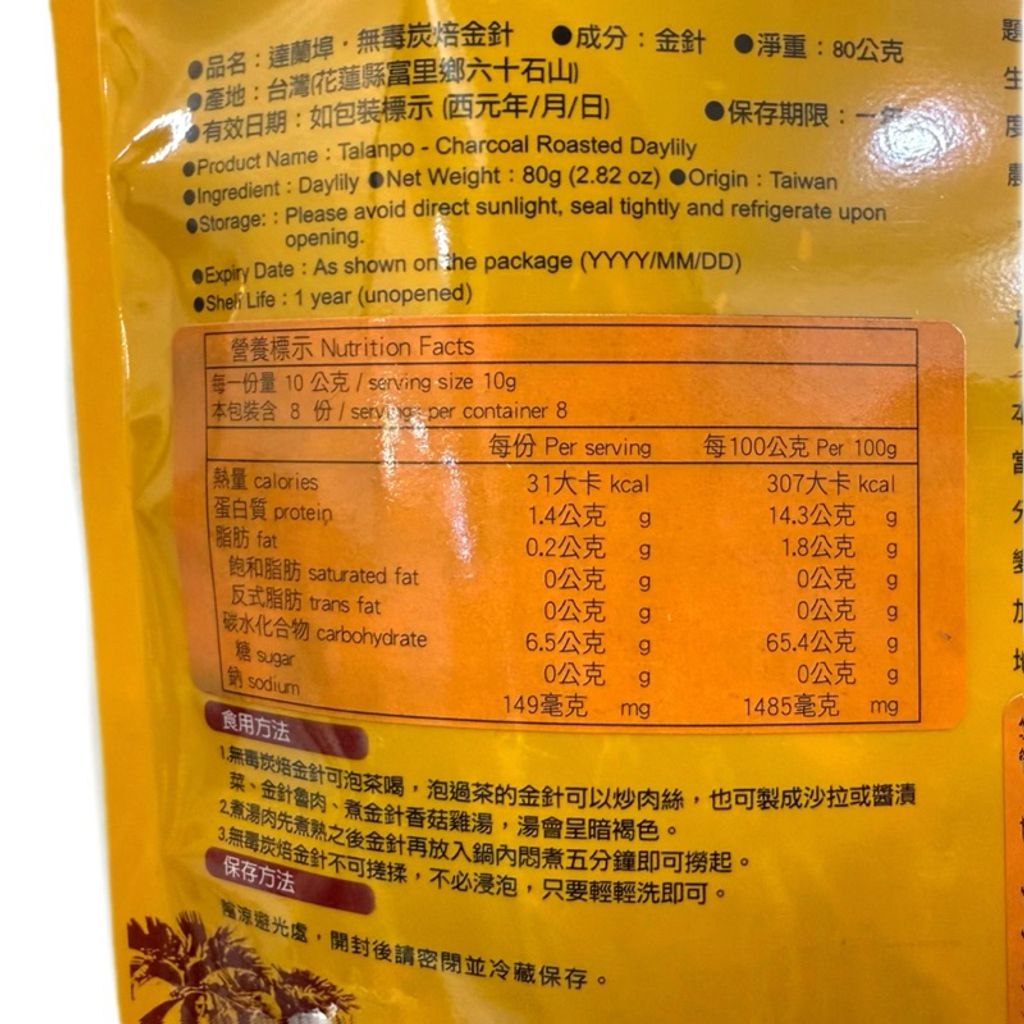 ●品名：達蘭埠・無毒炭焙金針 ●成分：金針 ●淨重：80公克
●產地：台灣(花蓮縣富里鄉六十石山)
●有效日期：如包裝標示 (西元年/月/日) ●保存期限：一年
●Product Name：Talanpo - Charcoal Roasted Daylily
●Ingredient：Daylily ●Net Weight：80g (2.82 oz) ●Origin：Taiwan
●Storage:：Please avoid direct sunlight, seal tightly and refrigerate upon
opening.
●Expiry Date：As shown on the package (YYYY/MM/DD)
●Shelf Life：1 year (unopened)
營養標示 Nutrition Facts
每一份量 10 公克 / serving size 10g
本包裝含 8 份 / servings per container 8
每份 Per serving 每100公克 Per 100g
熱量 calories 31大卡 kcal 307大卡 kcal
蛋白質 protein 1.4公克 g 14.3公克 g
脂肪 fat 0.2公克 g 1.8公克 g
飽和脂肪 saturated fat 0公克 g 0公克 g
反式脂肪 trans fat 0公克 g 0公克 g
碳水化合物 carbohydrate 6.5公克 g 65.4公克 g
糖 sugar 0公克 g 0公克 g
鈉 sodium 149毫克 mg 1485毫克 mg
食用方法
1.無毒炭焙金針可泡茶喝，泡過茶的金針可以炒肉絲，也可製成沙拉或醬漬
菜、金針魯肉、煮金針香菇雞湯，湯會呈暗褐色。
2.煮湯肉先煮熟之後金針再放入鍋內悶煮五分鐘即可撈起。
3.無毒炭焙金針不可搓揉，不必浸泡，只要輕輕洗即可。
保存方法
陰涼避光處，開封後請密閉並冷藏保存。